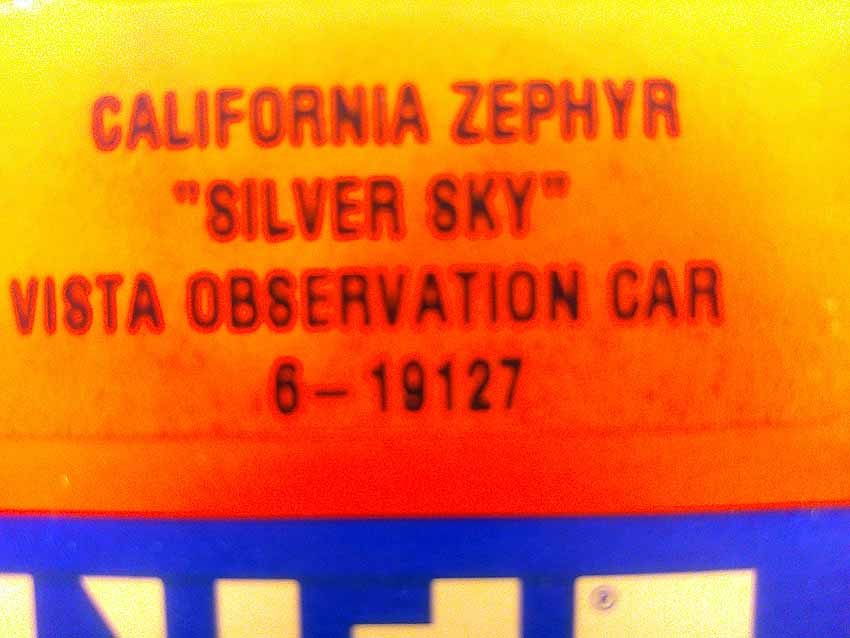 CALIFORNIA ZEPHYR
"SILVER SKY"
VISTA OBSERVATION CAR
6-19127